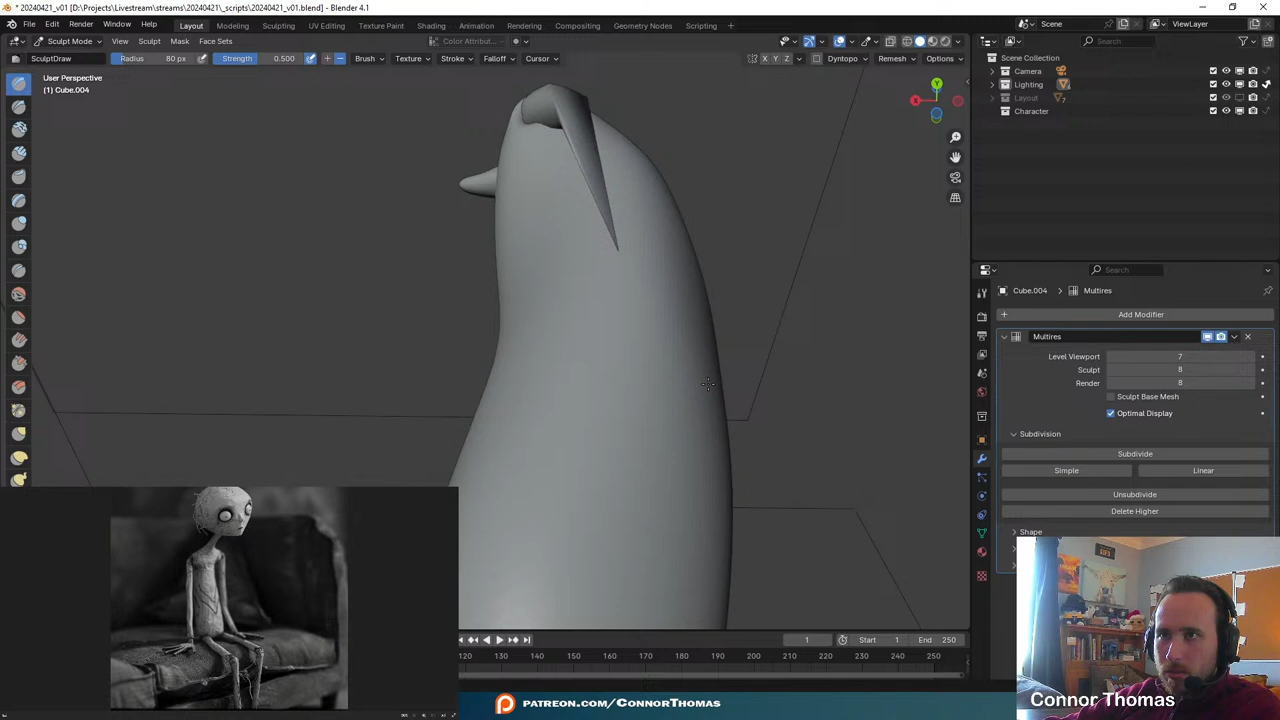 * 20240421_v01 [D:\Projects\Livestream\streams\20240421\_scripts\20240421_v01.blend] - Blender 4.1
File Edit Render Window Help Layout Modeling Sculpting UV Editing Texture Paint Shading Animation Rendering Compositing Geometry Nodes Scripting Scene ViewLayer
Sculpt Mode View Sculpt Mask Face Sets Color Attribut... Search
SculptDraw Radius 80 px Strength 0.500 Brush Texture Stroke Falloff Cursor X Y Z Dyntopo Remesh Options
User Perspective
(1) Cube.004
Scene Collection
Camera
Lighting
Layout 7
Character
X Y
Search
Cube.004 Multires
Add Modifier
Multires
Level Viewport 7
Sculpt 8
Render 8
Sculpt Base Mesh
Optimal Display
Subdivision
Subdivide
Simple Linear
Unsubdivide
Delete Higher
Shape
1 Start 1 End 250
120 130 140 150 160 170 180 190 200 210 220 230 240 250
PATREON.COM/CONNORTHOMAS
Connor Thomas